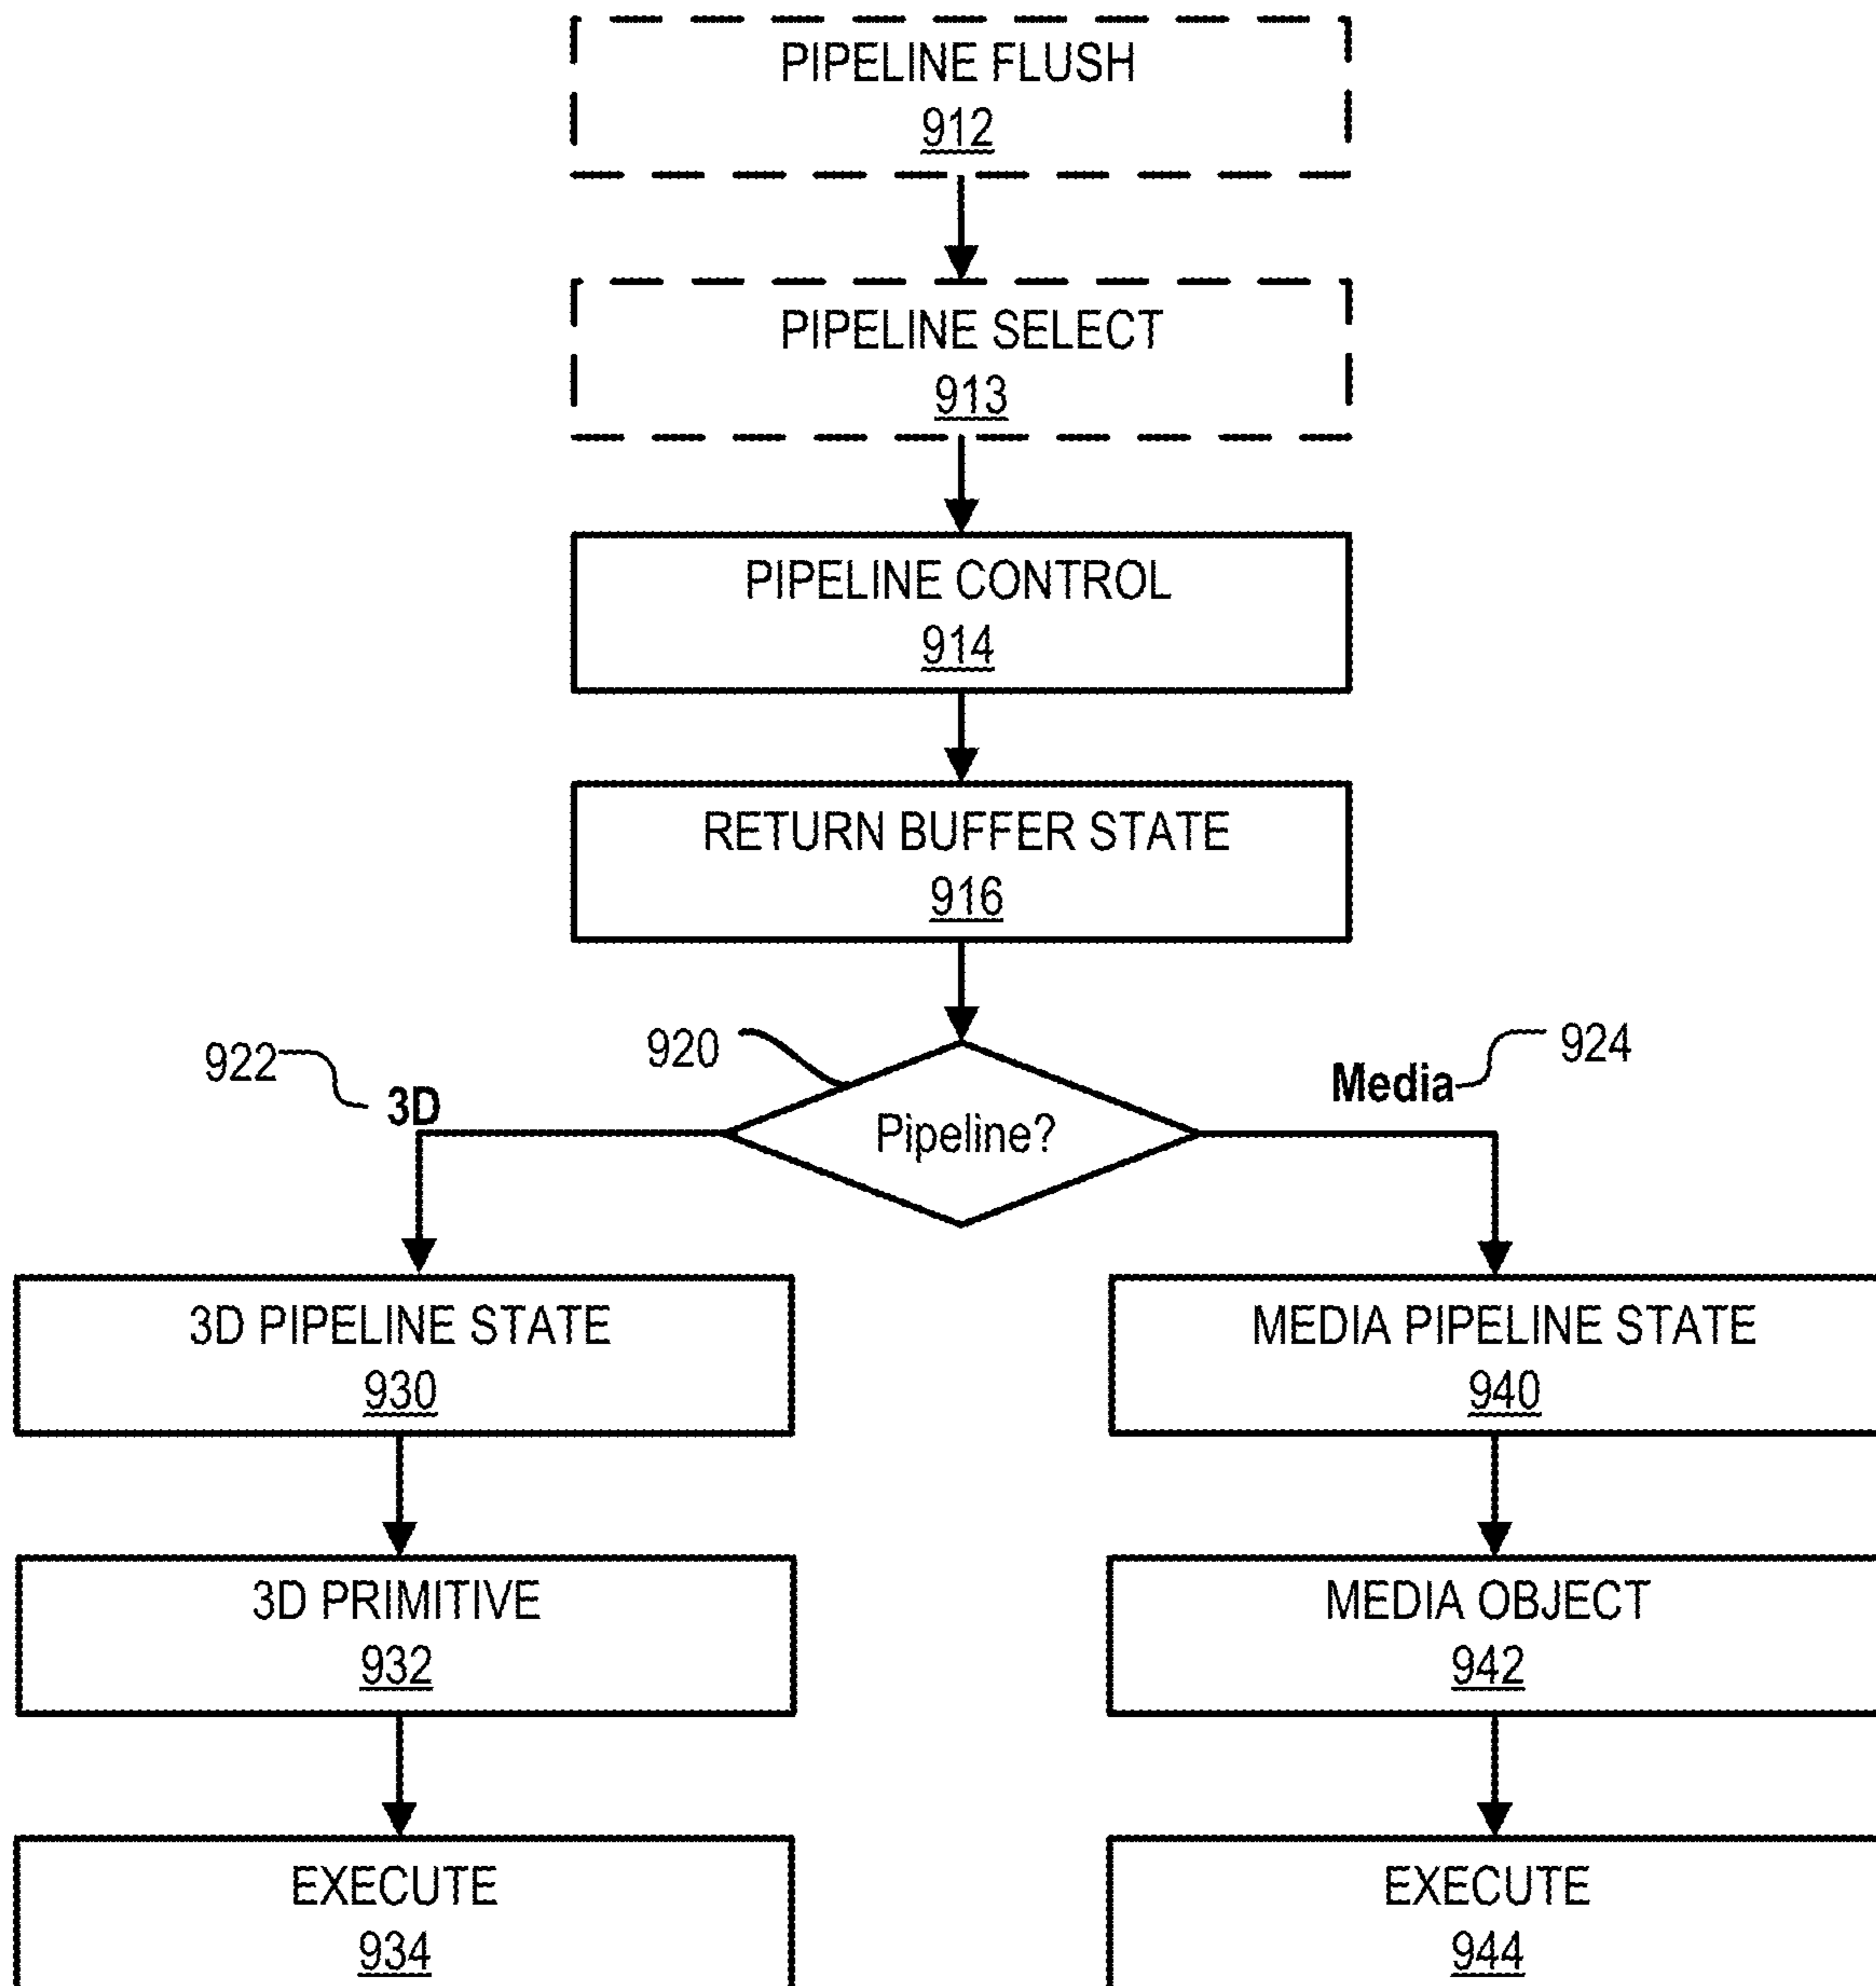 PIPELINE FLUSH
912
PIPELINE SELECT
913
PIPELINE CONTROL
914
RETURN BUFFER STATE
916
922
920
924
3D
Media
Pipeline?
3D PIPELINE STATE
930
MEDIA PIPELINE STATE
940
3D PRIMITIVE
932
MEDIA OBJECT
942
EXECUTE
934
EXECUTE
944